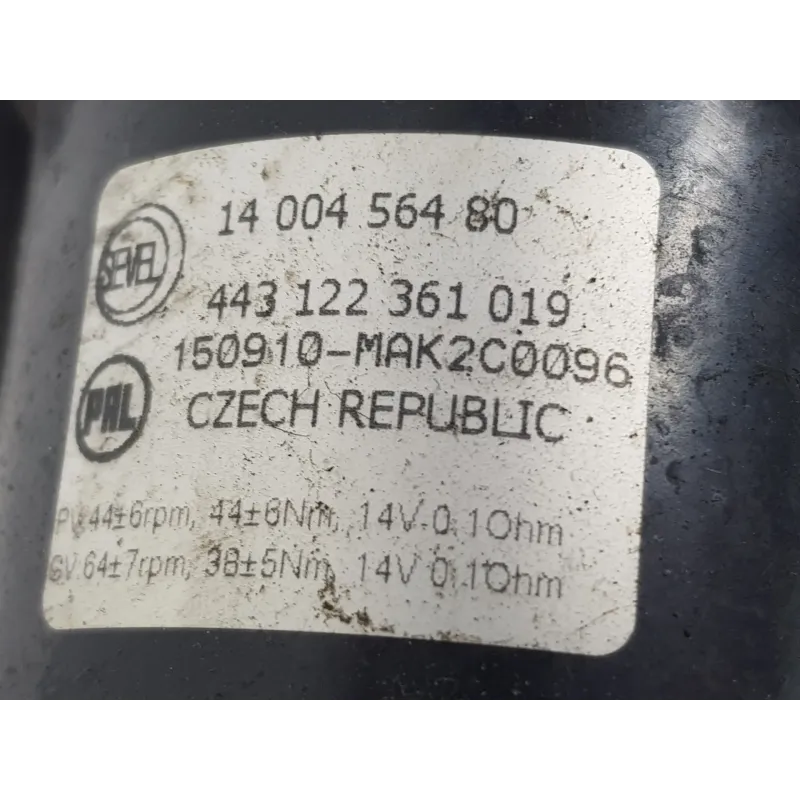 SEVEL
14 004 564 80
443 122 361 019
150910-MAK2C0096
PAL
CZECH REPUBLIC
PV 44±6rpm, 44±6Nm, 14V 0,1Ohm
GV 64±7rpm, 38±5Nm, 14V 0,1Ohm